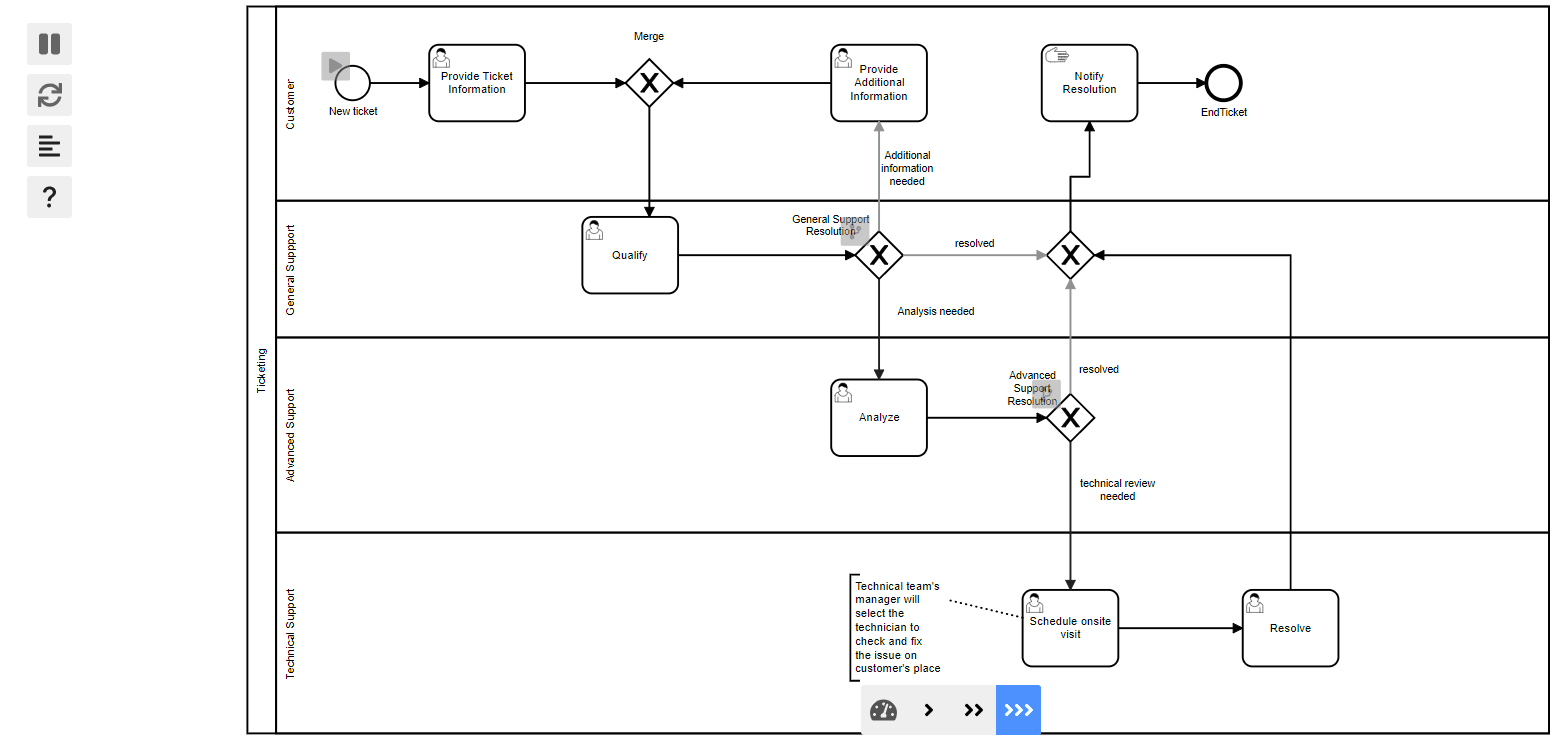 Merge
Customer
New ticket
Provide Ticket
Information
X
Provide
Additional
Information
Notify
Resolution
EndTicket
Additional
information
needed
?
Ticketing
General Suppport
Qualify
General Support
Resolution
X
resolved
X
Analysis needed
Advanced Support
Analyze
Advanced
Support
Resolution
X
resolved
technical review
needed
Technical Support
Technical team's
manager will
select the
technician to
check and fix
the issue on
customer's place
Schedule onsite
visit
Resolve